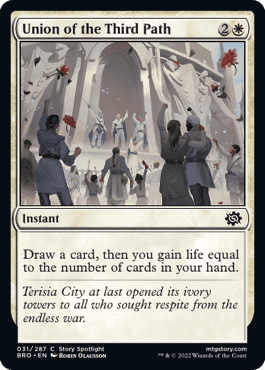 Union of the Third Path 2
Instant
Draw a card, then you gain life equal
to the number of cards in your hand.
Terisia City at last opened its ivory
towers to all who sought respite from the
endless war.
031/287 C Story Spotlight
BRO • EN Robin Olausson
mtgstory.com
™ & © 2022 Wizards of the Coast